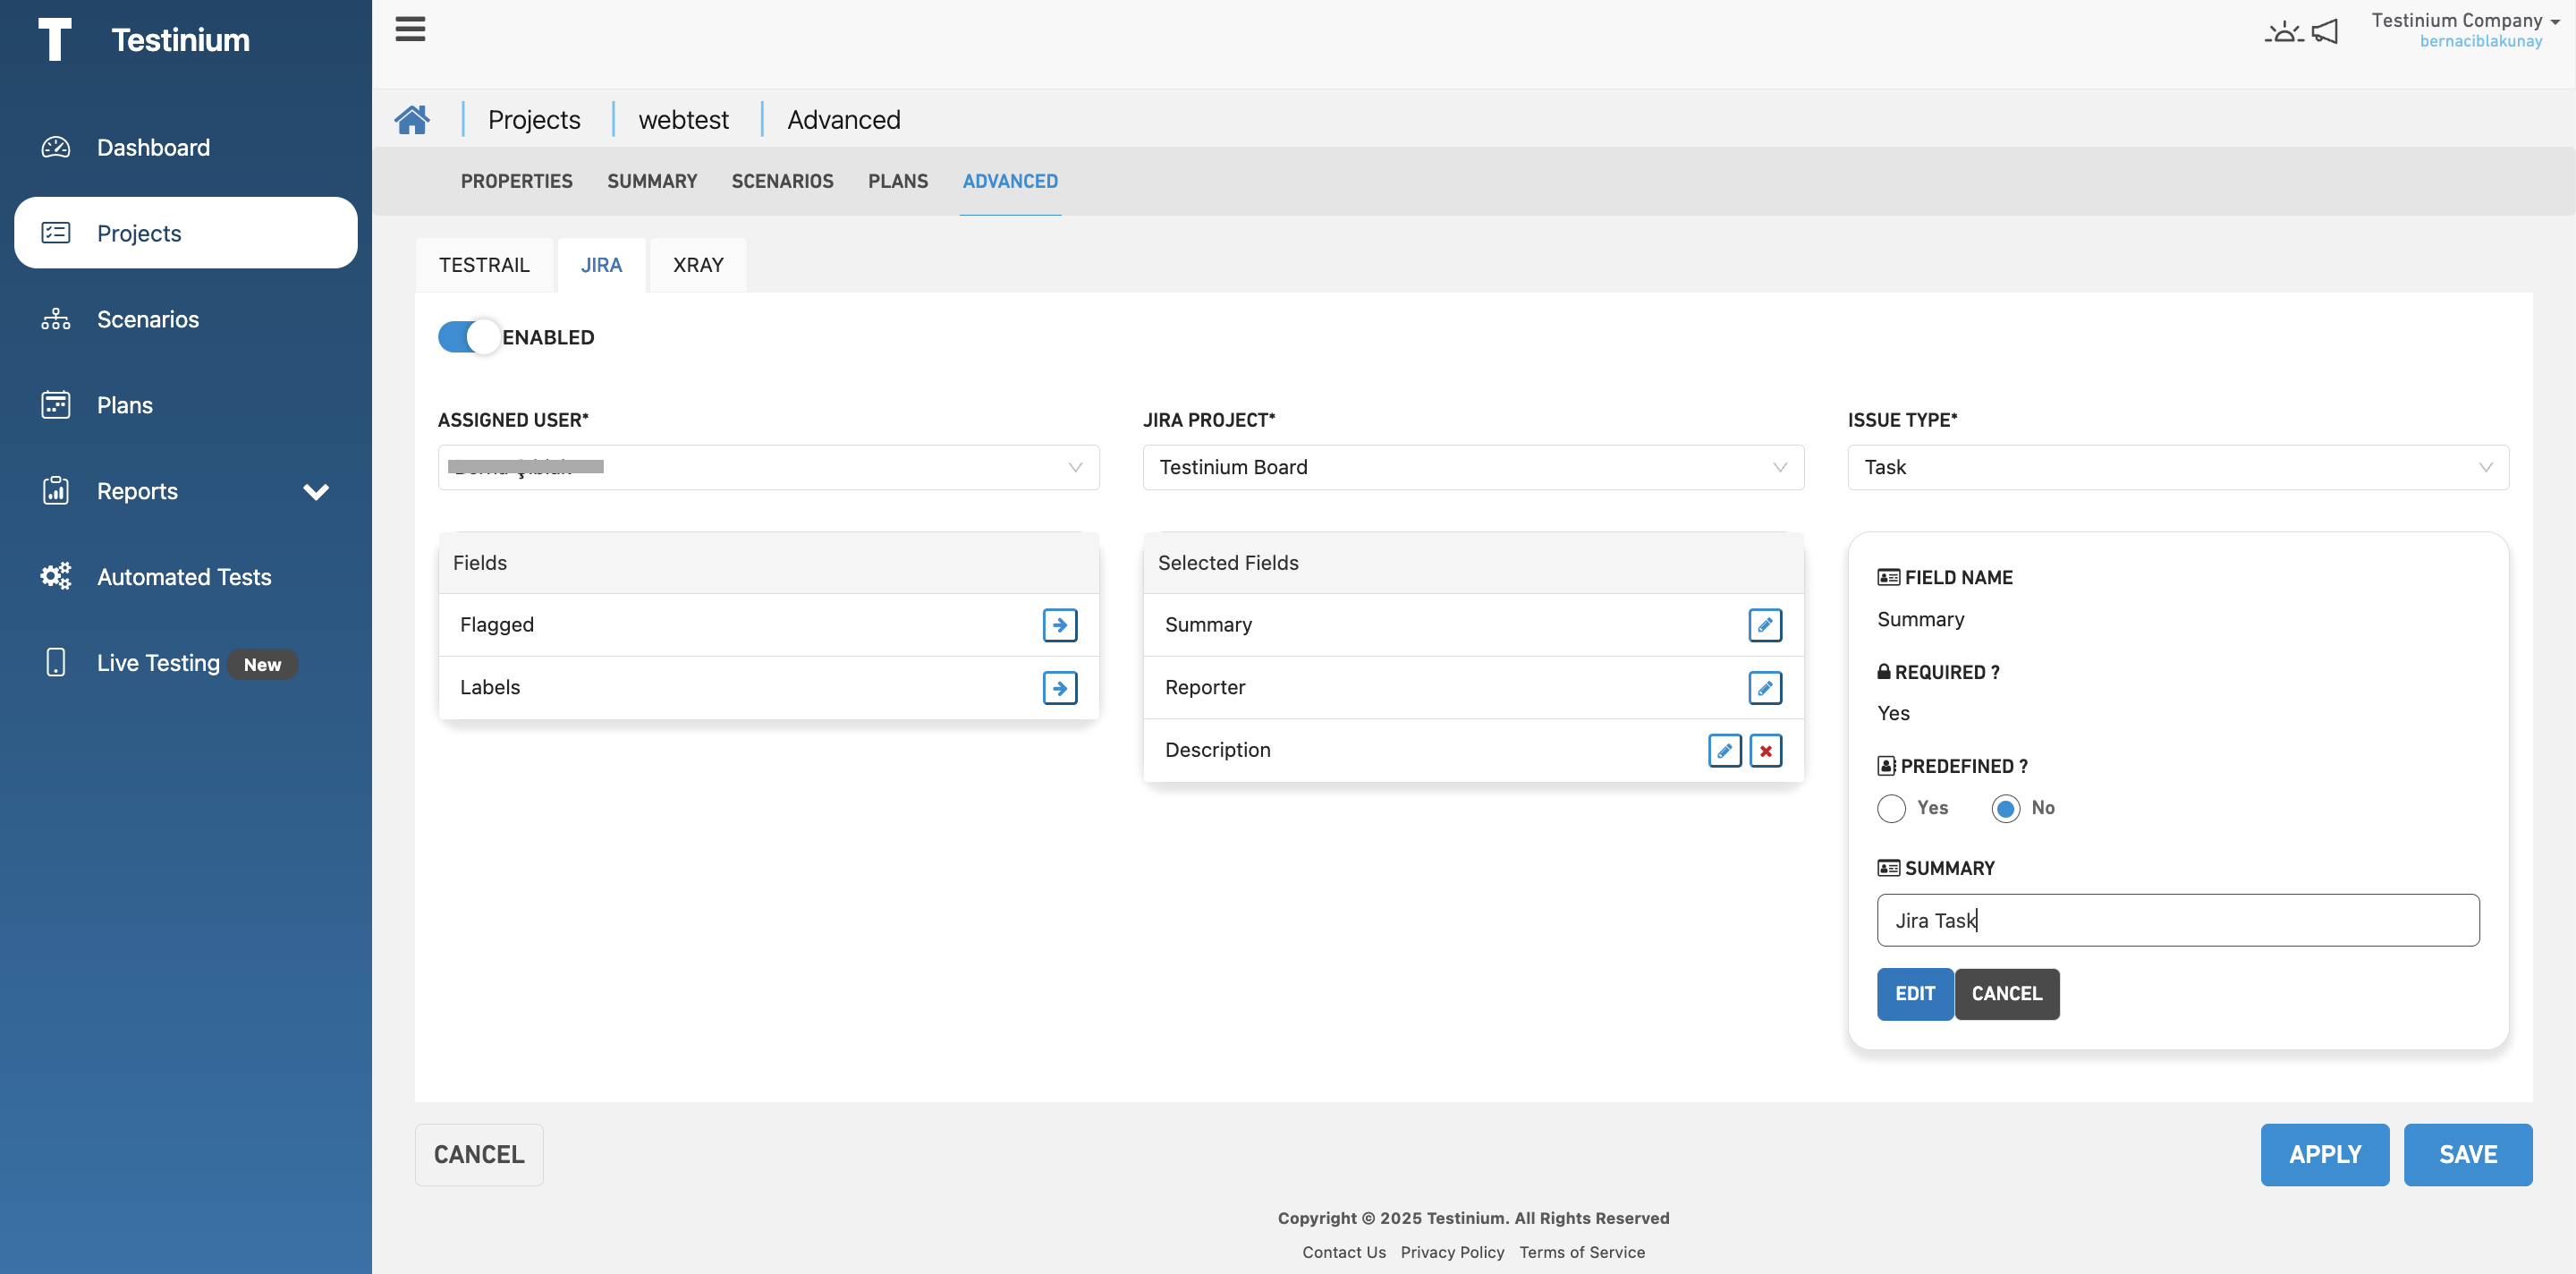 Testinium
Testinium Company
bernaciblakunay
Dashboard
Projects
Scenarios
Plans
Reports
Automated Tests
Live Testing New
Projects webtest Advanced
PROPERTIES SUMMARY SCENARIOS PLANS ADVANCED
TESTRAIL JIRA XRAY
ENABLED
ASSIGNED USER* JIRA PROJECT* ISSUE TYPE*
Testinium Board Task
Fields
Flagged
Labels
Selected Fields
Summary
Reporter
Description
FIELD NAME
Summary
REQUIRED ?
Yes
PREDEFINED ?
Yes No
SUMMARY
Jira Task
EDIT CANCEL
CANCEL APPLY SAVE
Copyright © 2025 Testinium. All Rights Reserved
Contact Us Privacy Policy Terms of Service